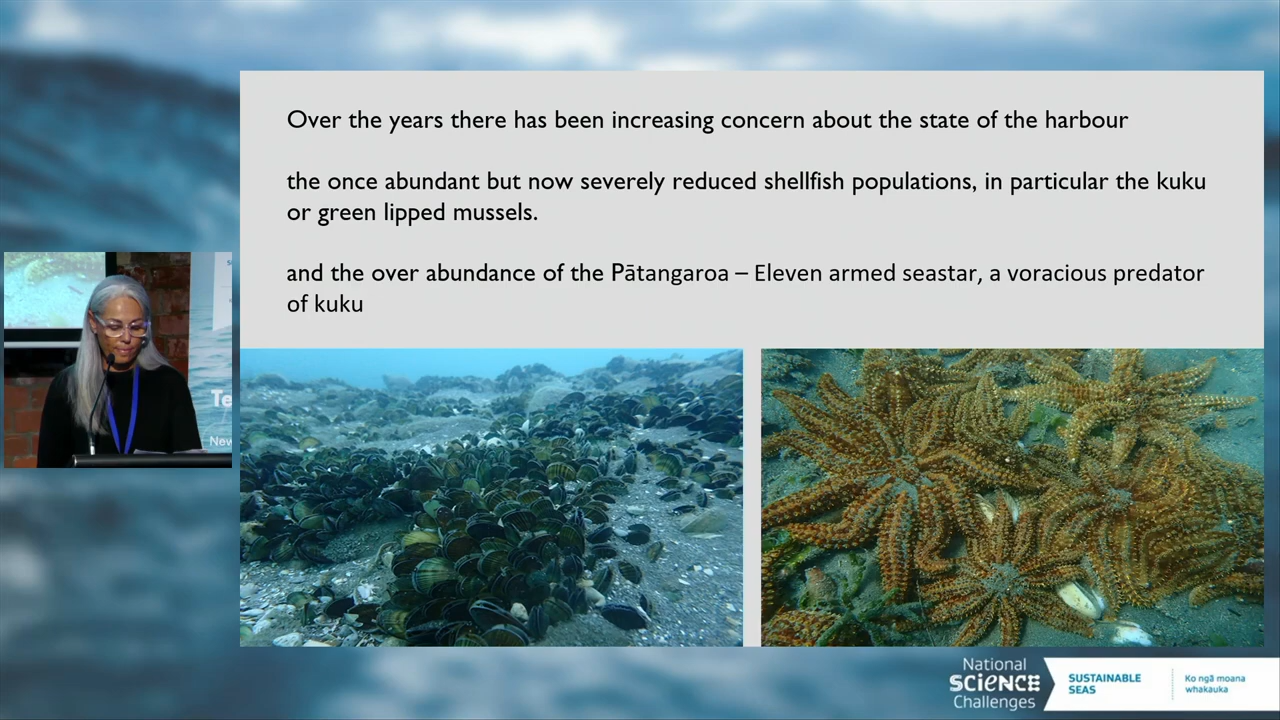 Over the years there has been increasing concern about the state of the harbour
the once abundant but now severely reduced shellfish populations, in particular the kuku
or green lipped mussels.
and the over abundance of the Pātangaroa – Eleven armed seastar, a voracious predator
of kuku
Te
New
National
SCIENCE
Challenges
SUSTAINABLE
SEAS
Ko ngā moana
whakauka